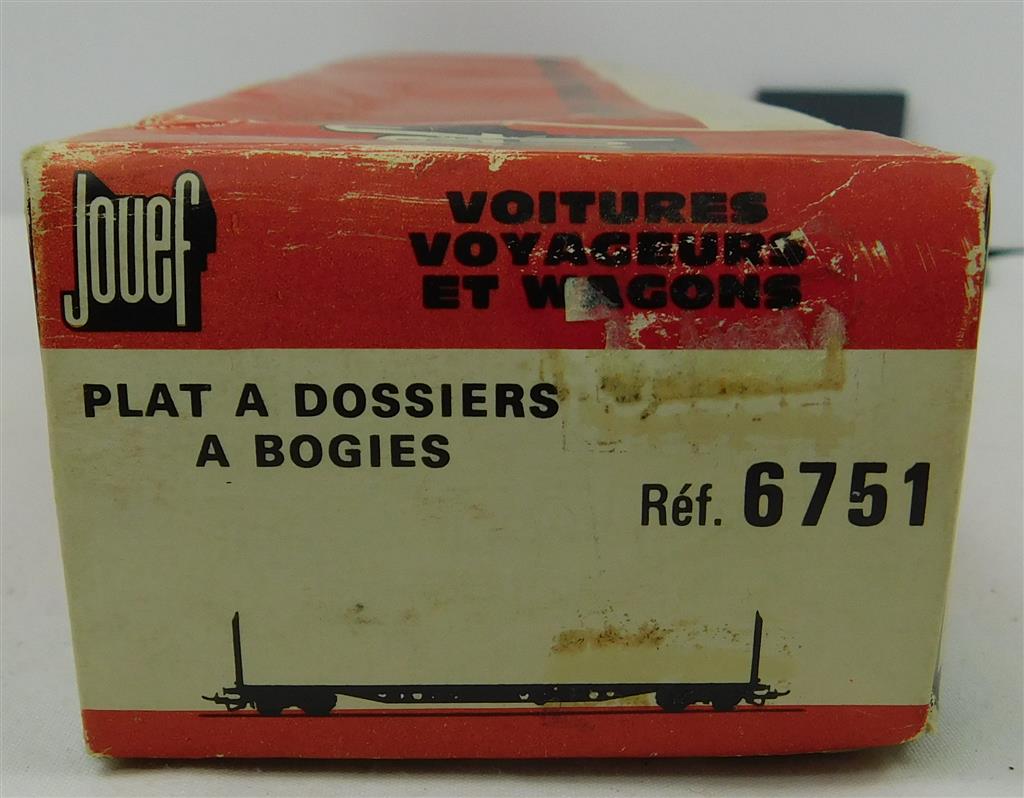 Jouef
VOITURES
VOYAGEURS
ET WAGONS
PLAT A DOSSIERS
A BOGIES
Réf. 6751